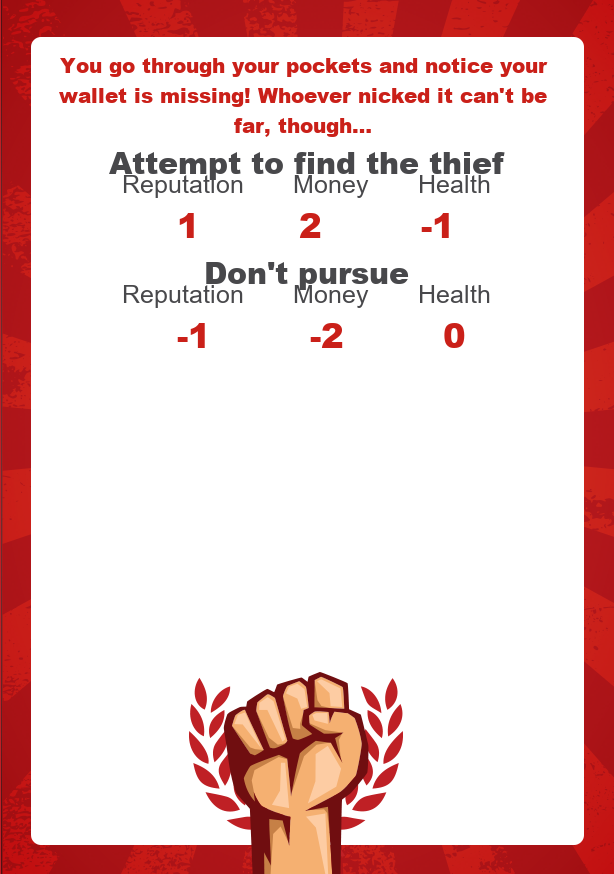 You go through your pockets and notice your
wallet is missing! Whoever nicked it can't be
far, though...
Attempt to find the thief
Reputation Money Health
1 2 -1
Don't pursue
Reputation Money Health
-1 -2 0